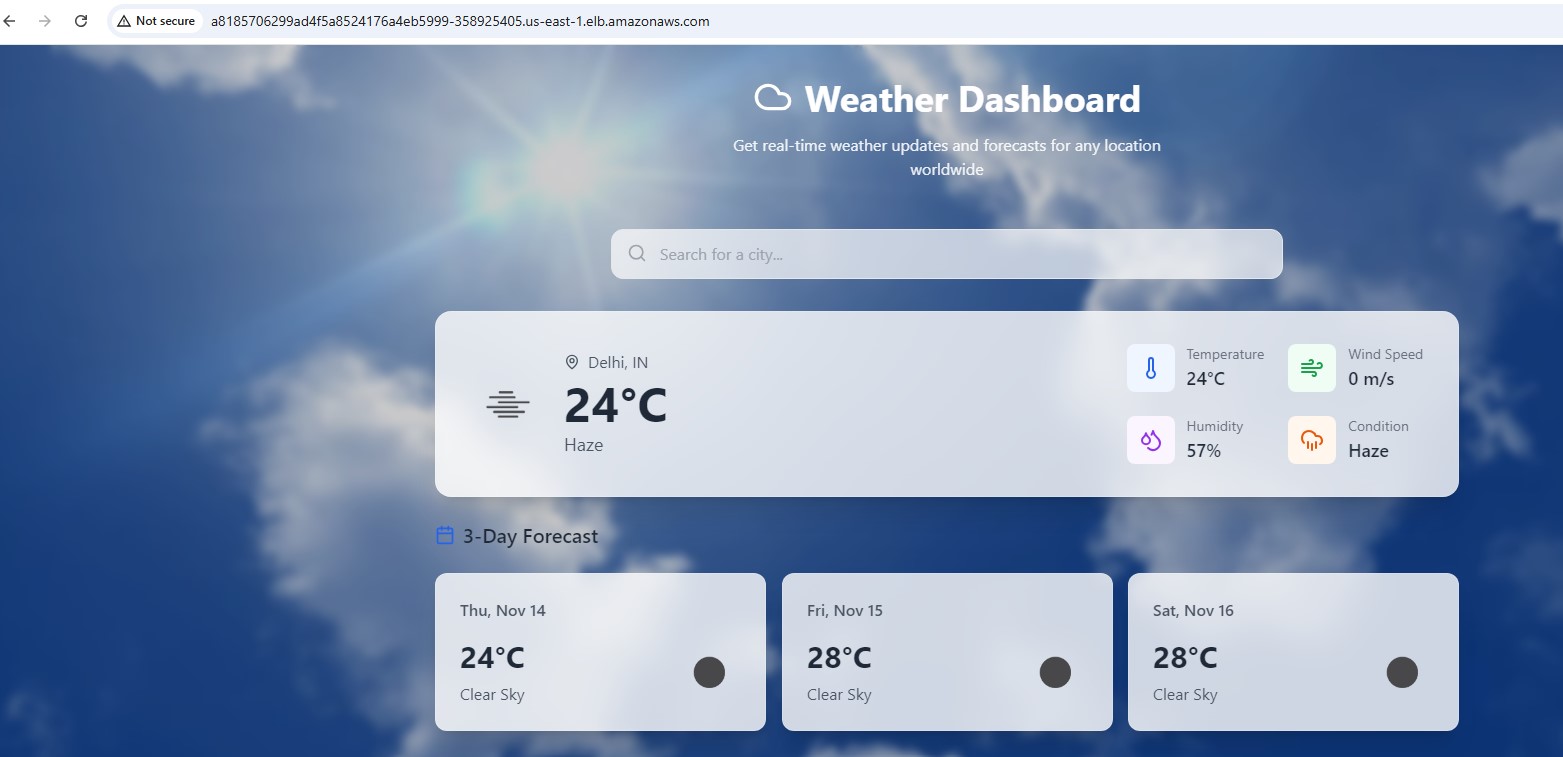 Not secure a8185706299ad4f5a8524176a4eb5999-358925405.us-east-1.elb.amazonaws.com
Weather Dashboard
Get real-time weather updates and forecasts for any location
worldwide
Search for a city...
Delhi, IN
24°C
Haze
Temperature
24°C
Wind Speed
0 m/s
Humidity
57%
Condition
Haze
3-Day Forecast
Thu, Nov 14
24°C
Clear Sky
Fri, Nov 15
28°C
Clear Sky
Sat, Nov 16
28°C
Clear Sky